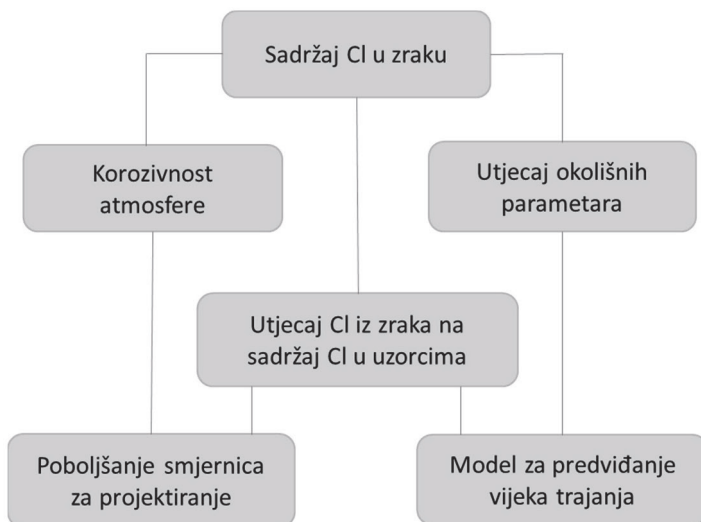 Sadržaj Cl u zraku
Korozivnost
atmosfere
Utjecaj okolišnih
parametara
Utjecaj Cl iz zraka na
sadržaj Cl u uzorcima
Poboljšanje smjernica
za projektiranje
Model za predviđanje
vijeka trajanja